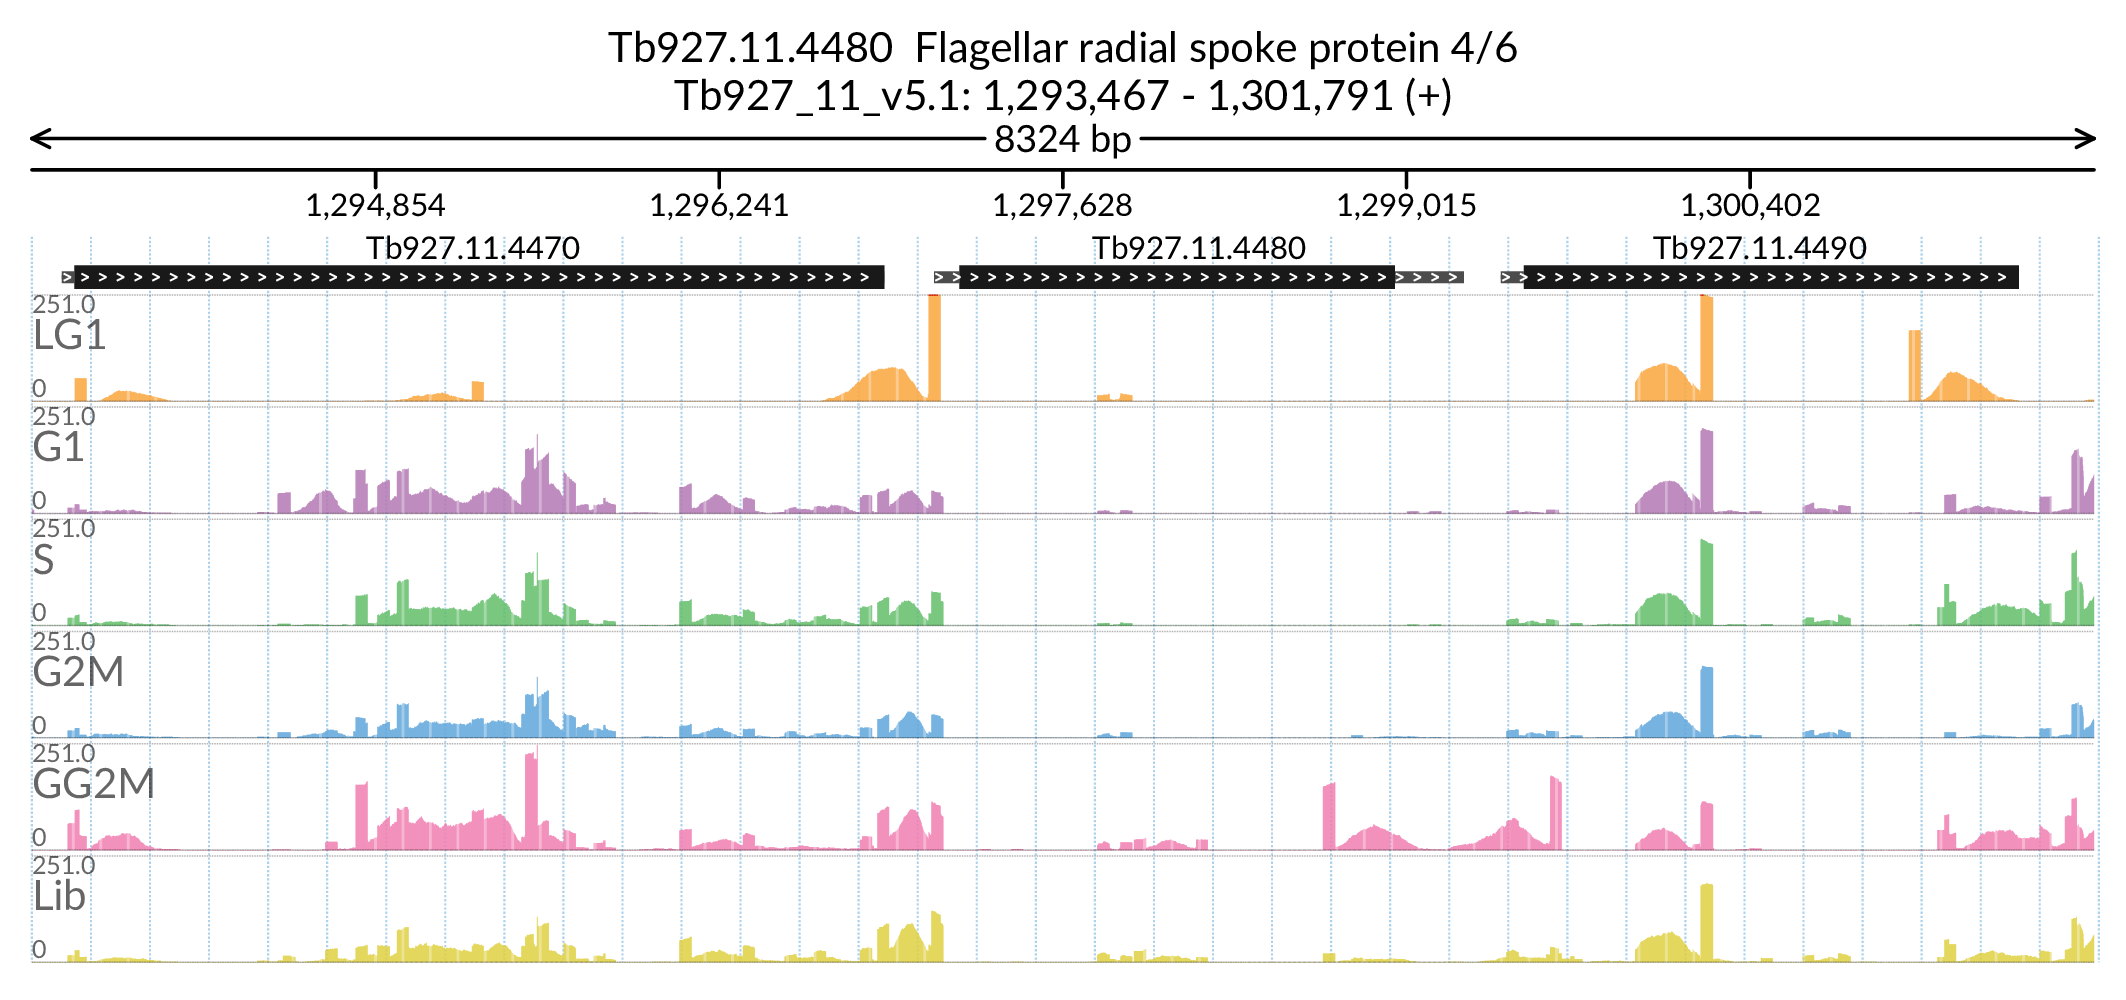 Tb927.11.4480 Flagellar radial spoke protein 4/6
Tb927_11_v5.1: 1,293,467 - 1,301,791 (+)
8324 bp
1,294,854 1,296,241 1,297,628 1,299,015 1,300,402
Tb927.11.4470 Tb927.11.4480 Tb927.11.4490
251.0
LG1
0
251.0
G1
0
251.0
S
0
251.0
G2M
0
251.0
GG2M
0
251.0
Lib
0